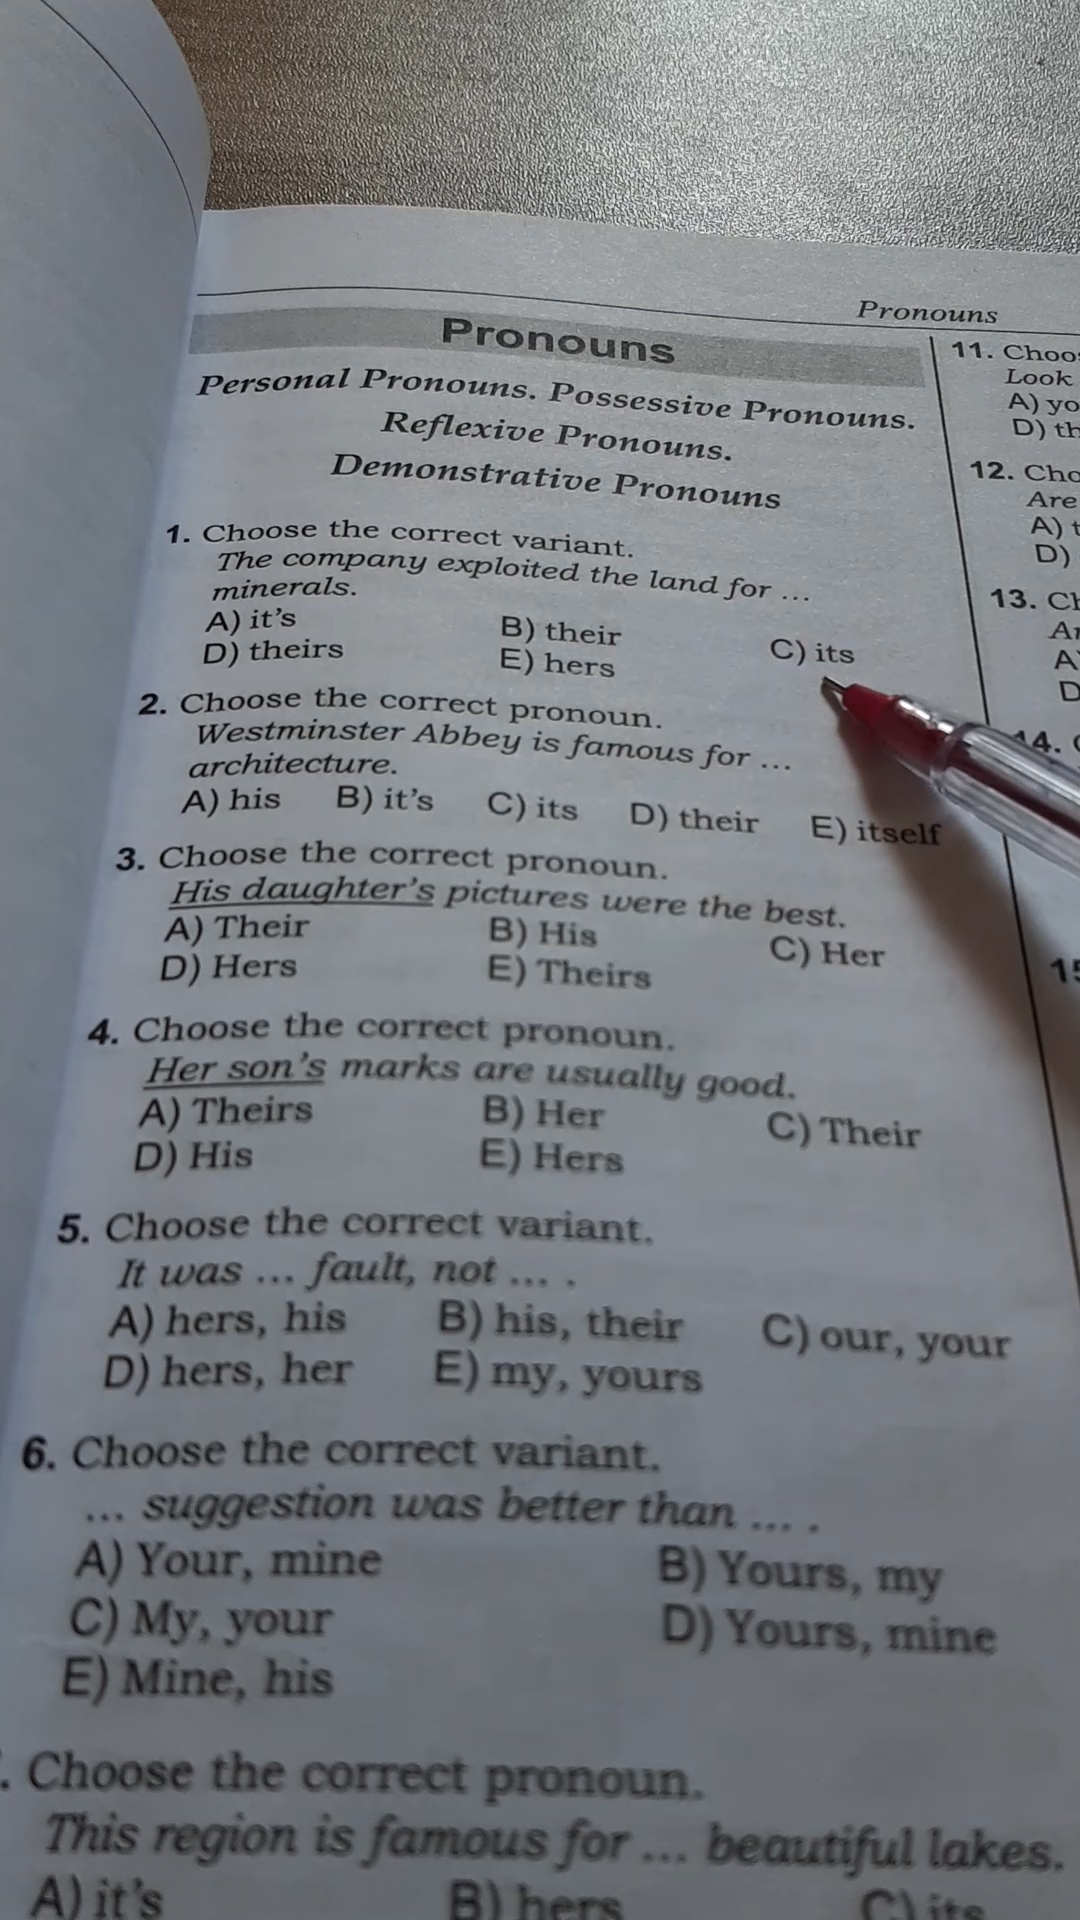 Pronouns
Pronouns
Personal Pronouns. Possessive Pronouns.
Reflexive Pronouns.
Demonstrative Pronouns
1. Choose the correct variant.
The company exploited the land for ...
minerals.
A) it's B) their C) its
D) theirs E) hers
2. Choose the correct pronoun.
Westminster Abbey is famous for ...
architecture.
A) his B) it's C) its D) their E) itself
3. Choose the correct pronoun.
His daughter's pictures were the best.
A) Their B) His C) Her
D) Hers E) Theirs
4. Choose the correct pronoun.
Her son's marks are usually good.
A) Theirs B) Her C) Their
D) His E) Hers
5. Choose the correct variant.
It was ... fault, not ... .
A) hers, his B) his, their C) our, your
D) hers, her E) my, yours
6. Choose the correct variant.
... suggestion was better than ... .
A) Your, mine B) Yours, my
C) My, your D) Yours, mine
E) Mine, his
. Choose the correct pronoun.
This region is famous for ... beautiful lakes.
A) it's B) hers C) its
11.
Look
A)
D)
12.
Are
A)
D)
13.
A
D
14.